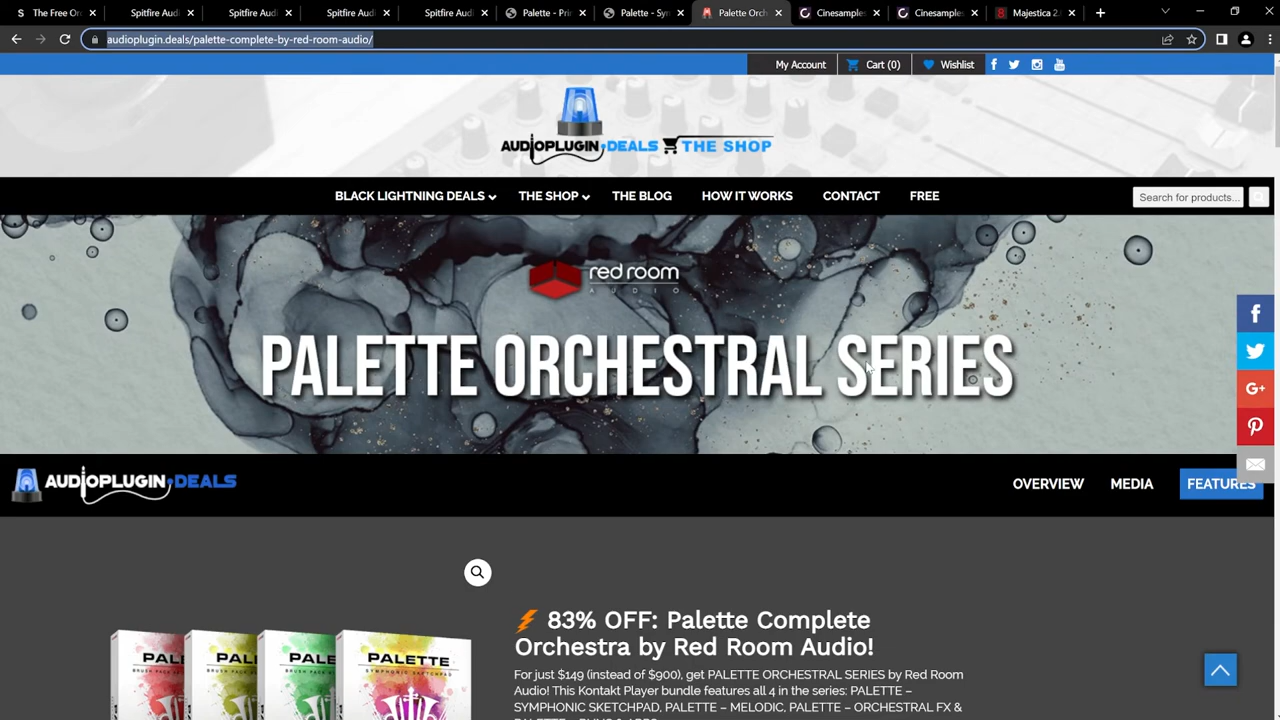 The Free Or
Spitfire Aud
Spitfire Aud
Spitfire Aud
Spitfire Aud
Palette - Pri
Palette - Syn
Palette Orch
Cinesamples
Cinesamples
Majestica 2.
audioplugin.deals/palette-complete-by-red-room-audio/
My Account
Cart (0)
Wishlist
AUDIOPLUGIN.DEALS THE SHOP
BLACK LIGHTNING DEALS
THE SHOP
THE BLOG
HOW IT WORKS
CONTACT
FREE
Search for products...
red room
AUDIO
PALETTE ORCHESTRAL SERIES
AUDIOPLUGIN.DEALS
OVERVIEW
MEDIA
FEATURES
83% OFF: Palette Complete
Orchestra by Red Room Audio!
For just $149 (instead of $900), get PALETTE ORCHESTRAL SERIES by Red Room
Audio! This Kontakt Player bundle features all 4 in the series: PALETTE –
SYMPHONIC SKETCHPAD, PALETTE – MELODIC, PALETTE – ORCHESTRAL FX &
PALETTE
SYMPHONIC SKETCHPAD